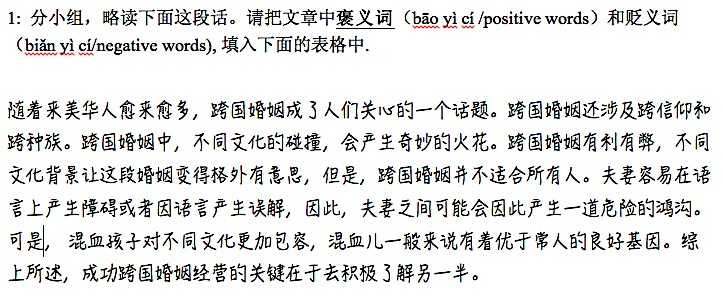 1: 分小组，略读下面这段话。请把文章中褒义词（bāo yì cí /positive words）和贬义词
（biǎn yì cí/negative words), 填入下面的表格中.
随着来美华人愈来愈多，跨国婚姻成了人们关心的一个话题。跨国婚姻还涉及跨信仰和
跨种族。跨国婚姻中，不同文化的碰撞，会产生奇妙的火花。跨国婚姻有利有弊，不同
文化背景让这段婚姻变得格外有意思，但是，跨国婚姻并不适合所有人。夫妻容易在语
言上产生障碍或者因语言产生误解，因此，夫妻之间可能会因此产生一道危险的鸿沟。
可是， 混血孩子对不同文化更加包容，混血儿一般来说有着优于常人的良好基因。综
上所述，成功跨国婚姻经营的关键在于去积极了解另一半。